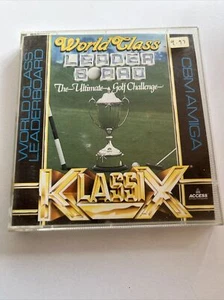 World Class
LEADER
BOARD
The Ultimate Golf Challenge
WORLD CLASS
LEADERBOARD
CBM AMIGA
KLASSIX
ACCESS